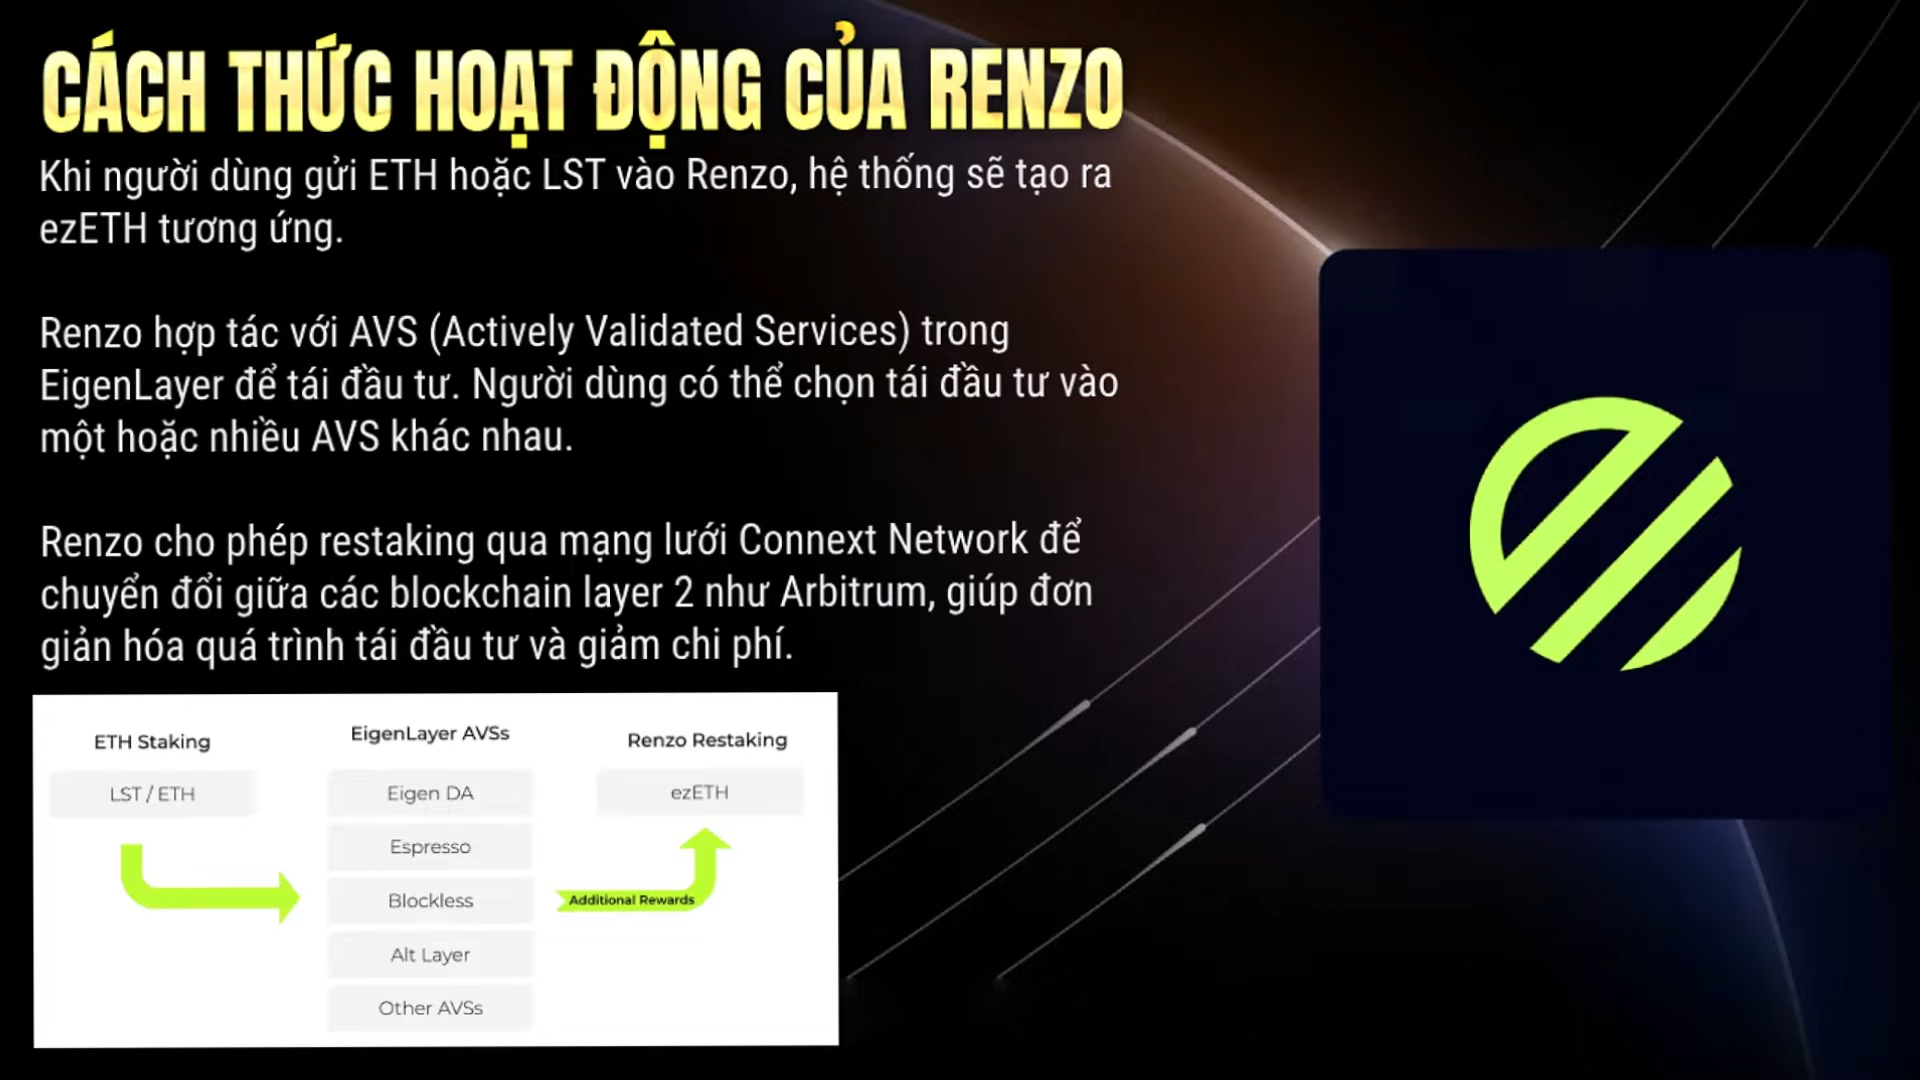 CÁCH THỨC HOẠT ĐỘNG CỦA RENZO
Khi người dùng gửi ETH hoặc LST vào Renzo, hệ thống sẽ tạo ra
ezETH tương ứng.
Renzo hợp tác với AVS (Actively Validated Services) trong
EigenLayer để tái đầu tư. Người dùng có thể chọn tái đầu tư vào
một hoặc nhiều AVS khác nhau.
Renzo cho phép restaking qua mạng lưới Connext Network để
chuyển đổi giữa các blockchain layer 2 như Arbitrum, giúp đơn
giản hóa quá trình tái đầu tư và giảm chi phí.
ETH Staking
LST / ETH
EigenLayer AVSs
Eigen DA
Espresso
Blockless
Alt Layer
Other AVSs
Additional Rewards
Renzo Restaking
ezETH